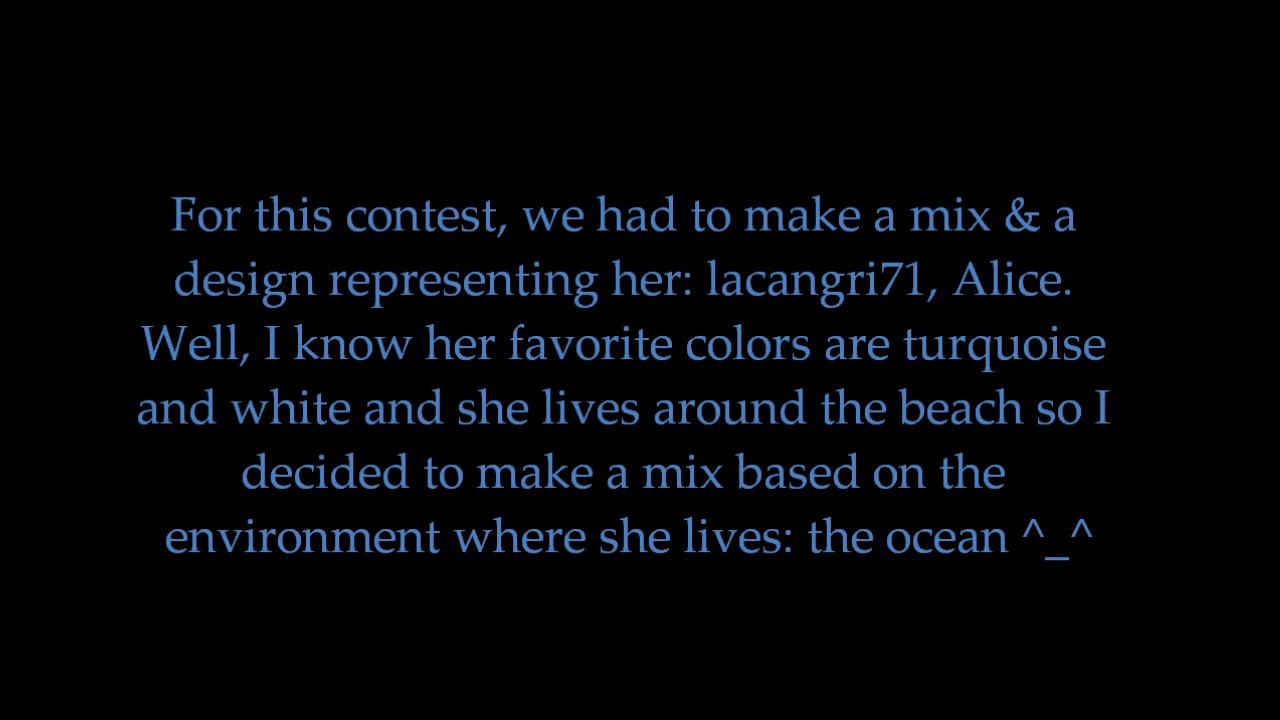 For this contest, we had to make a mix & a
design representing her: lacangri71, Alice.
Well, I know her favorite colors are turquoise
and white and she lives around the beach so I
decided to make a mix based on the
environment where she lives: the ocean ^_^